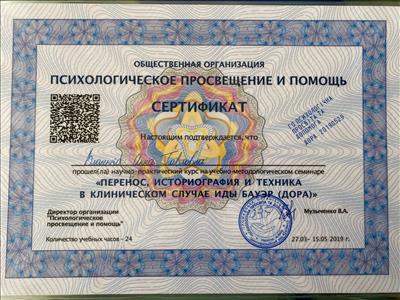 ОБЩЕСТВЕННАЯ ОРГАНИЗАЦИЯ
ПСИХОЛОГИЧЕСКОЕ ПРОСВЕЩЕНИЕ И ПОМОЩЬ
СЕРТИФИКАТ
Настоящим подтверждается, что
прошел(ла) научно-практический курс на учебно-методологическом семинаре
"ПЕРЕНОС, ИСТОРИОГРАФИЯ И ТЕХНИКА
В КЛИНИЧЕСКОМ СЛУЧАЕ ИДЫ БАУЭР (ДОРА)"
Директор организации
"Психологическое
просвещение и помощь"
Музыченко В.А.
Количество учебных часов – 24
27.03– 15.05 2019 г.